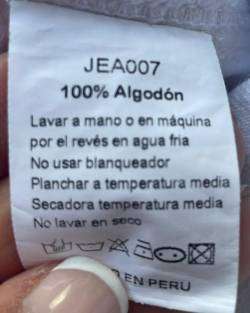 JEA007
100% Algodón
Lavar a mano o en máquina
por el revés en agua fria
No usar blanqueador
Planchar a temperatura media
Secadora temperatura media
No lavar en seco
EN PERU